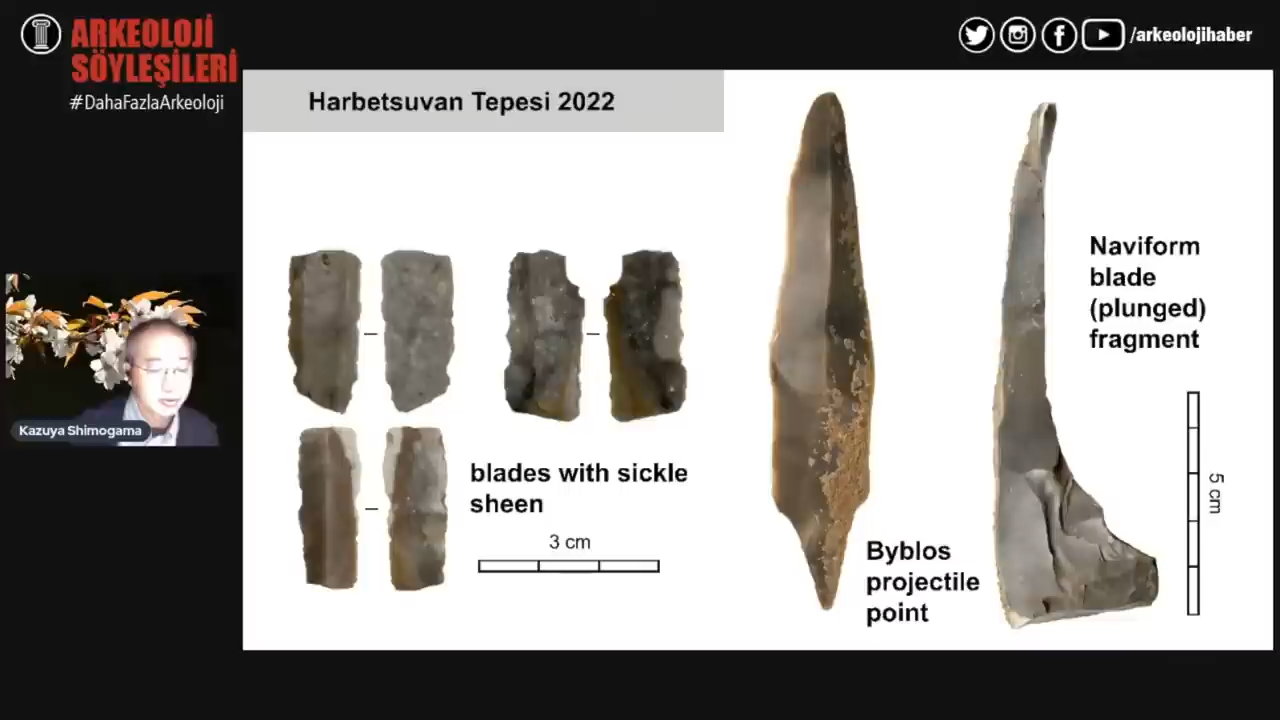 ARKEOLOJİ
SÖYLEŞİLERİ
#DahaFazlaArkeoloji
/arkeolojihaber
Harbetsuvan Tepesi 2022
Naviform
blade
(plunged)
fragment
Kazuya Shimogama
blades with sickle
sheen
3 cm
5 cm
Byblos
projectile
point